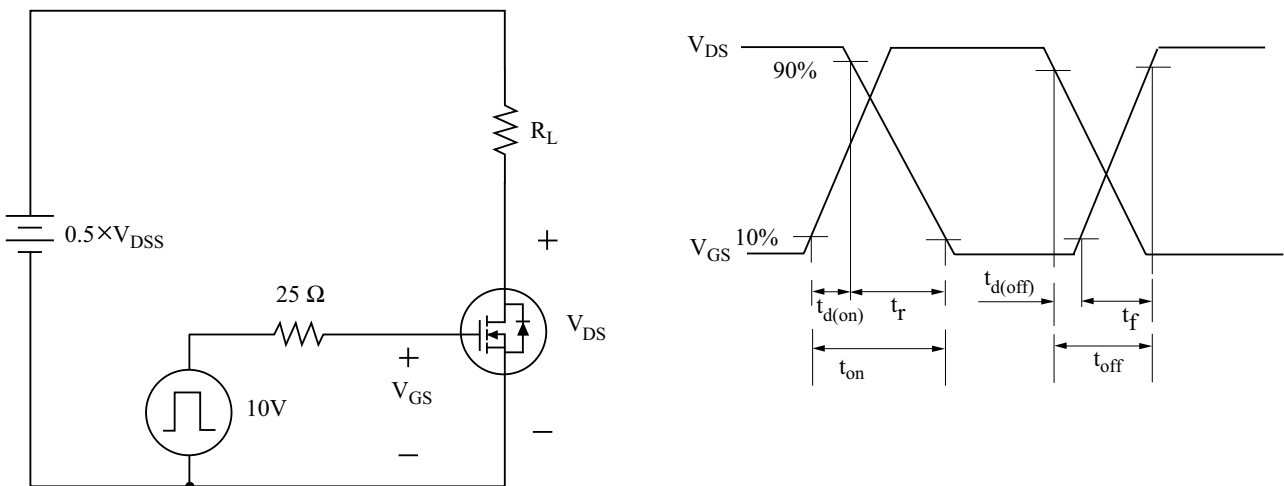 R_L
0.5×V_DSS
+
25 Ω
V_DS
+
V_GS
10V
−
−
V_DS
90%
V_GS
10%
t_d(on)
t_r
t_on
t_d(off)
t_f
t_off